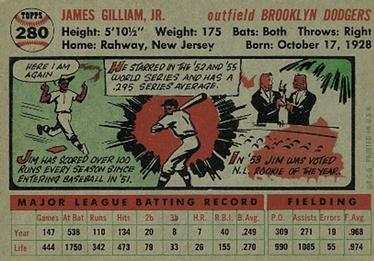 TOPPS
280
JAMES GILLIAM, JR. outfield BROOKLYN DODGERS
Height: 5'10½" Weight: 175 Bats: Both Throws: Right
Home: Rahway, New Jersey Born: October 17, 1928
HERE I AM
AGAIN
HE STARRED IN THE '52 AND '55
WORLD SERIES AND HAS A
.295 SERIES AVERAGE.
JIM HAS SCORED OVER 100
RUNS EVERY SEASON SINCE
ENTERING BASEBALL IN '51.
IN '53 JIM WAS VOTED
N.L. ROOKIE OF THE YEAR.
MAJOR LEAGUE BATTING RECORD FIELDING
Games At Bat Runs Hits 2b 3b H.R. R.B.I. B.Avg. P.O. Assists Errors F. Avg.
Year 147 538 110 134 20 8 7 40 .249 309 271 19 .968
Life 444 1750 342 473 79 33 26 155 .270 990 1085 55 .974
PRINTED IN U.S.A.